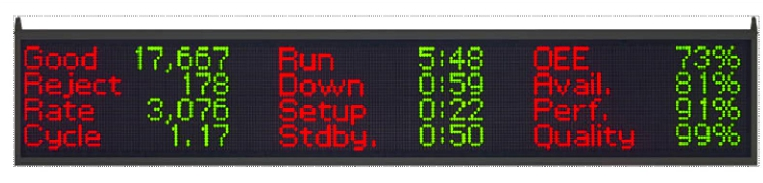 Good 17,667 Run 5:48 OEE 73%
Reject 178 Down 0:59 Avail. 81%
Rate 3,076 Setup 0:22 Perf. 91%
Cycle 1.17 Stdby. 0:50 Quality 99%